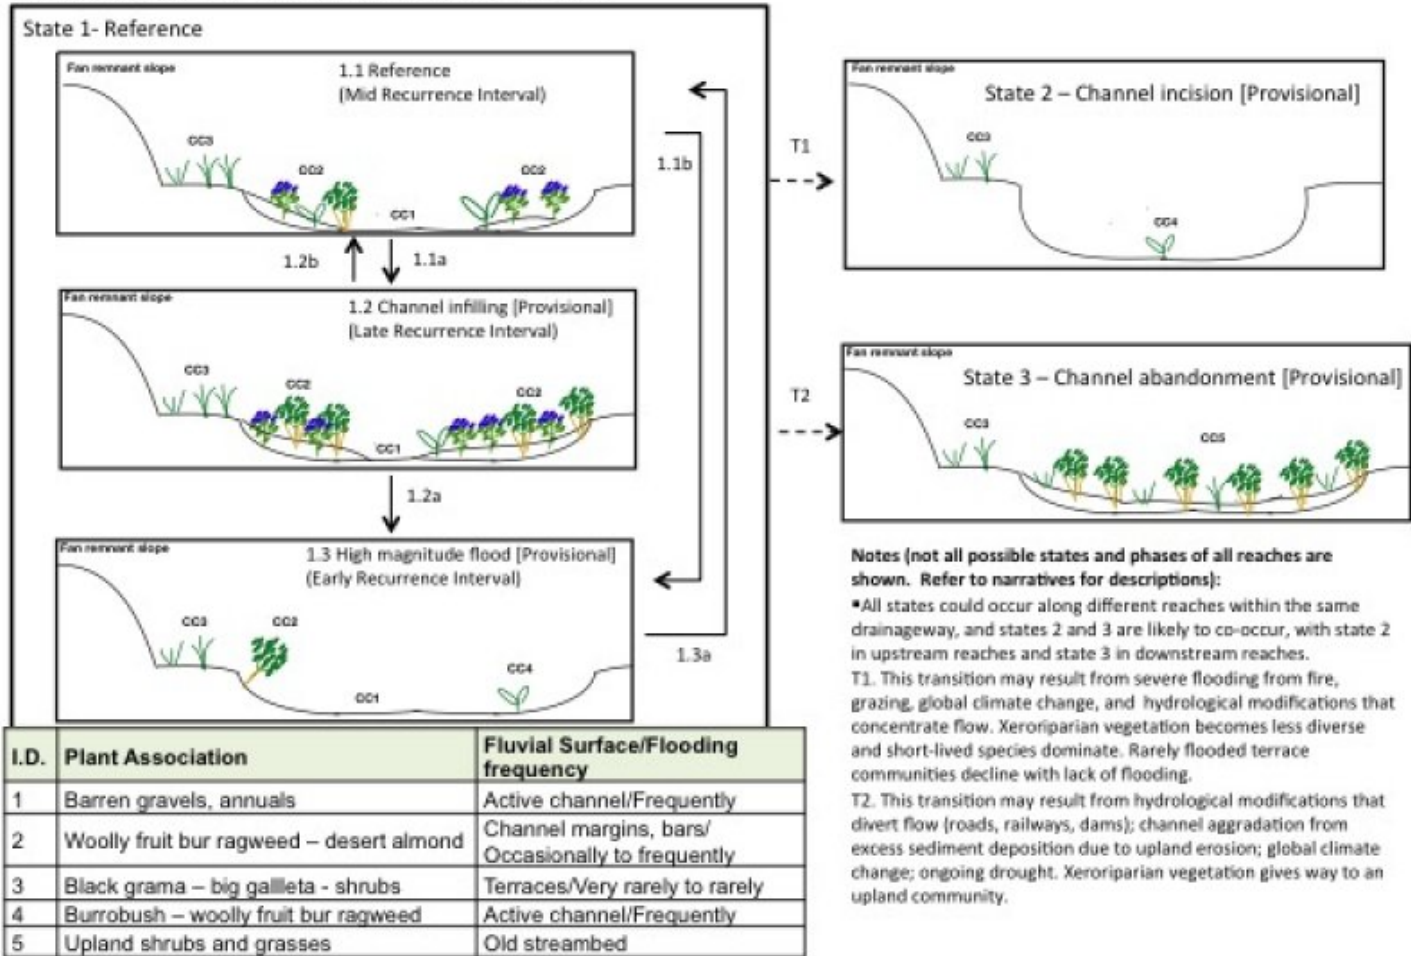 State 1- Reference
Fan remnant slope
1.1 Reference
(Mid Recurrence Interval)
CC3
CC2
CC2
CC1
1.1b
1.2b
1.1a
Fan remnant slope
1.2 Channel infilling [Provisional]
(Late Recurrence Interval)
CC3
CC2
CC2
CC1
1.2a
Fan remnant slope
1.3 High magnitude flood [Provisional]
(Early Recurrence Interval)
CC3
CC2
CC4
CC1
1.3a
T1
Fan remnant slope
State 2 – Channel incision [Provisional]
CC3
CC4
T2
Fan remnant slope
State 3 – Channel abandonment [Provisional]
CC3
CC5
Notes (not all possible states and phases of all reaches are
shown. Refer to narratives for descriptions):
▪All states could occur along different reaches within the same
drainageway, and states 2 and 3 are likely to co-occur, with state 2
in upstream reaches and state 3 in downstream reaches.
T1. This transition may result from severe flooding from fire,
grazing, global climate change, and hydrological modifications that
concentrate flow. Xeroriparian vegetation becomes less diverse
and short-lived species dominate. Rarely flooded terrace
communities decline with lack of flooding.
T2. This transition may result from hydrological modifications that
divert flow (roads, railways, dams); channel aggradation from
excess sediment deposition due to upland erosion; global climate
change; ongoing drought. Xeroriparian vegetation gives way to an
upland community.
I.D. Plant Association Fluvial Surface/Flooding
frequency
1 Barren gravels, annuals Active channel/Frequently
2 Woolly fruit bur ragweed – desert almond Channel margins, bars/
Occasionally to frequently
3 Black grama – big gallleta - shrubs Terraces/Very rarely to rarely
4 Burrobush – woolly fruit bur ragweed Active channel/Frequently
5 Upland shrubs and grasses Old streambed